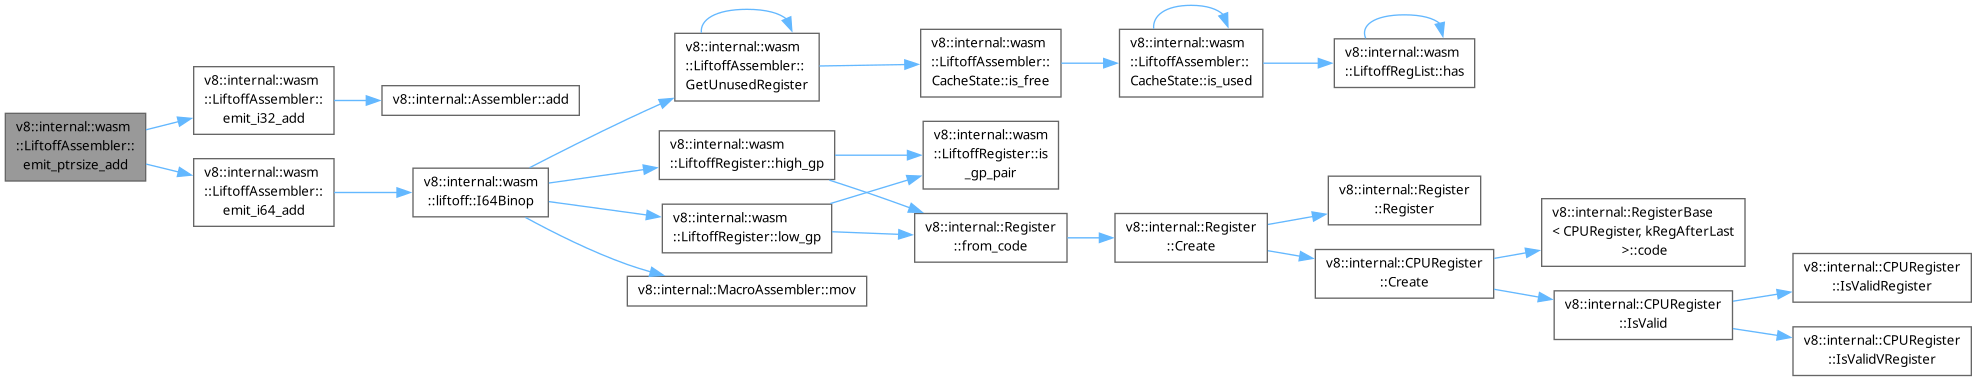 v8::internal::wasm
::LiftoffAssembler::
emit_ptrsize_add
v8::internal::wasm
::LiftoffAssembler::
emit_i32_add
v8::internal::Assembler::add
v8::internal::wasm
::LiftoffAssembler::
emit_i64_add
v8::internal::wasm
::liftoff::I64Binop
v8::internal::wasm
::LiftoffAssembler::
GetUnusedRegister
v8::internal::wasm
::LiftoffAssembler::
CacheState::is_free
v8::internal::wasm
::LiftoffAssembler::
CacheState::is_used
v8::internal::wasm
::LiftoffRegList::has
v8::internal::wasm
::LiftoffRegister::high_gp
v8::internal::wasm
::LiftoffRegister::is
_gp_pair
v8::internal::wasm
::LiftoffRegister::low_gp
v8::internal::Register
::from_code
v8::internal::Register
::Create
v8::internal::Register
::Register
v8::internal::CPURegister
::Create
v8::internal::RegisterBase
< CPURegister, kRegAfterLast
>::code
v8::internal::CPURegister
::IsValid
v8::internal::CPURegister
::IsValidRegister
v8::internal::CPURegister
::IsValidVRegister
v8::internal::MacroAssembler::mov